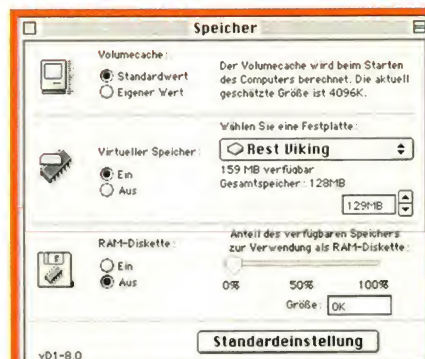 Speicher
Volumecache:
Standardwert
Eigener Wert
Der Volumecache wird beim Starten
des Computers berechnet. Die aktuell
geschätzte Größe ist 4096K.
Wählen Sie eine Festplatte:
Virtueller Speicher:
Rest Viking
Ein
Aus
159 MB verfügbar
Gesamtspeicher: 128MB
129MB
RAM-Diskette:
Ein
Aus
Anteil des verfügbaren Speichers
zur Verwendung als RAM-Diskette:
0% 50% 100%
Größe: 0K
Standardeinstellung
vD1-8.0